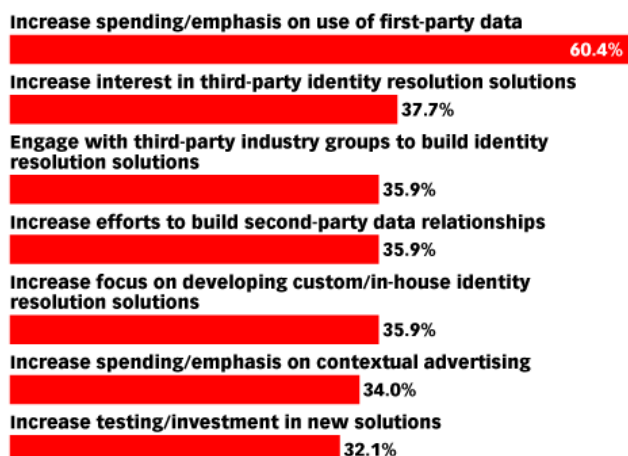 Increase spending/emphasis on use of first-party data
60.4%
Increase interest in third-party identity resolution solutions
37.7%
Engage with third-party industry groups to build identity
resolution solutions
35.9%
Increase efforts to build second-party data relationships
35.9%
Increase focus on developing custom/in-house identity
resolution solutions
35.9%
Increase spending/emphasis on contextual advertising
34.0%
Increase testing/investment in new solutions
32.1%